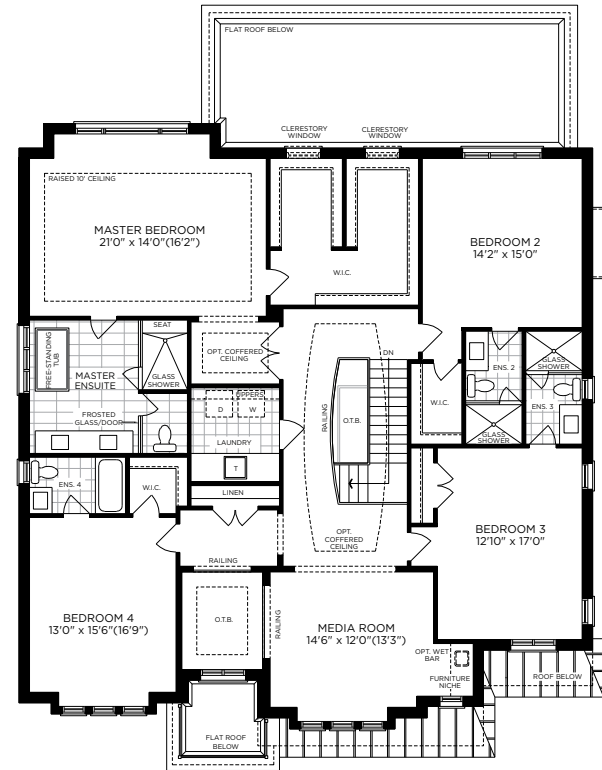 FLAT ROOF BELOW
CLERESTORY
WINDOW
CLERESTORY
WINDOW
RAISED 10' CEILING
MASTER BEDROOM
21'0" x 14'0"(16'2")
BEDROOM 2
14'2" x 15'0"
W.I.C.
SEAT
FREE-STANDING
TUB
MASTER
ENSUITE
GLASS
SHOWER
OPT. COFFERED
CEILING
DN
ENS. 2
GLASS
SHOWER
UPPERS
D
W
RAILING
O.T.B.
W.I.C.
ENS. 3
FROSTED
GLASS/DOOR
LAUNDRY
T
GLASS
SHOWER
ENS. 4
W.I.C.
LINEN
OPT.
COFFERED
CEILING
BEDROOM 3
12'10" x 17'0"
RAILING
BEDROOM 4
13'0" x 15'6"(16'9")
O.T.B.
RAILING
MEDIA ROOM
14'6" x 12'0"(13'3")
OPT. WET
BAR
FURNITURE
NICHE
ROOF BELOW
FLAT ROOF
BELOW